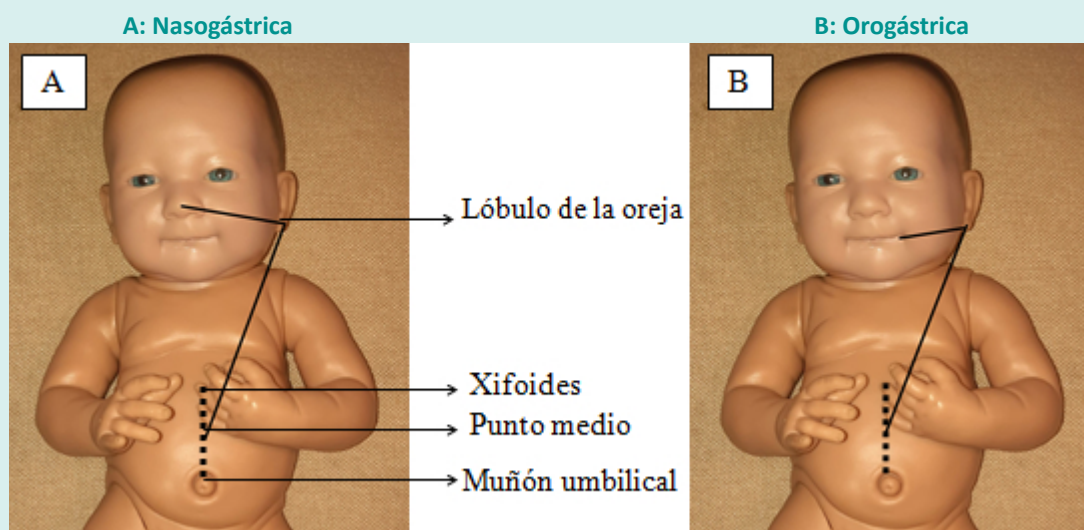 A: Nasogástrica
B: Orogástrica
A
B
Lóbulo de la oreja
Xifoides
Punto medio
Muñón umbilical